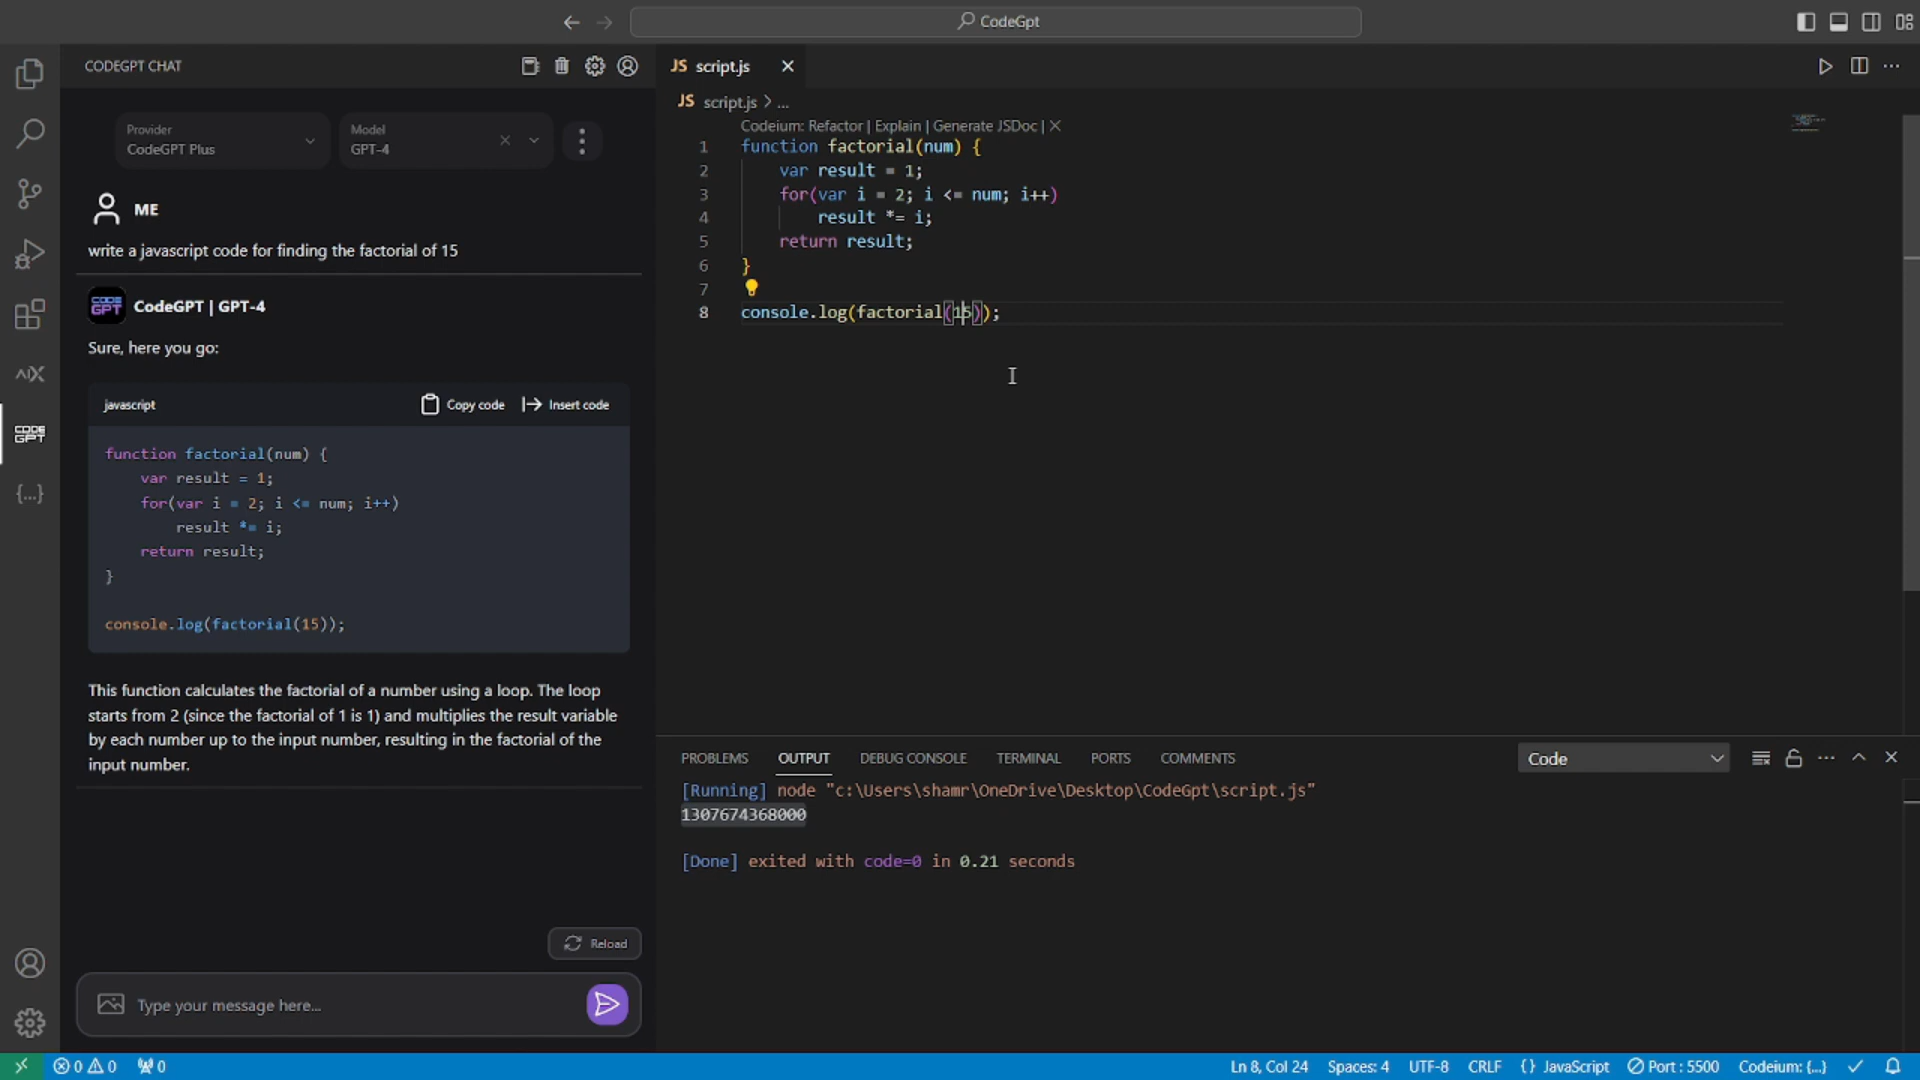 CodeGpt
CODEGPT CHAT
Provider
CodeGPT Plus
Model
GPT-4
ME
write a javascript code for finding the factorial of 15
CODE GPT
CodeGPT | GPT-4
Sure, here you go:
javascript
Copy code
Insert code
function factorial(num) {
var result = 1;
for(var i = 2; i <= num; i++)
result *= i;
return result;
}
console.log(factorial(15));
This function calculates the factorial of a number using a loop. The loop
starts from 2 (since the factorial of 1 is 1) and multiplies the result variable
by each number up to the input number, resulting in the factorial of the
input number.
Reload
Type your message here...
AIX
CODE GPT
{...}
JS script.js
JS script.js > ...
Codeium: Refactor | Explain | Generate JSDoc | X
1 function factorial(num) {
2 var result = 1;
3 for(var i = 2; i <= num; i++)
4 result *= i;
5 return result;
6 }
7
8 console.log(factorial(15));
PROBLEMS OUTPUT DEBUG CONSOLE TERMINAL PORTS COMMENTS
Code
[Running] node "c:\Users\shamr\OneDrive\Desktop\CodeGpt\script.js"
1307674368000
[Done] exited with code=0 in 0.21 seconds
0 0 0
Ln 8, Col 24 Spaces: 4 UTF-8 CRLF {} JavaScript Port : 5500 Codeium: {...}